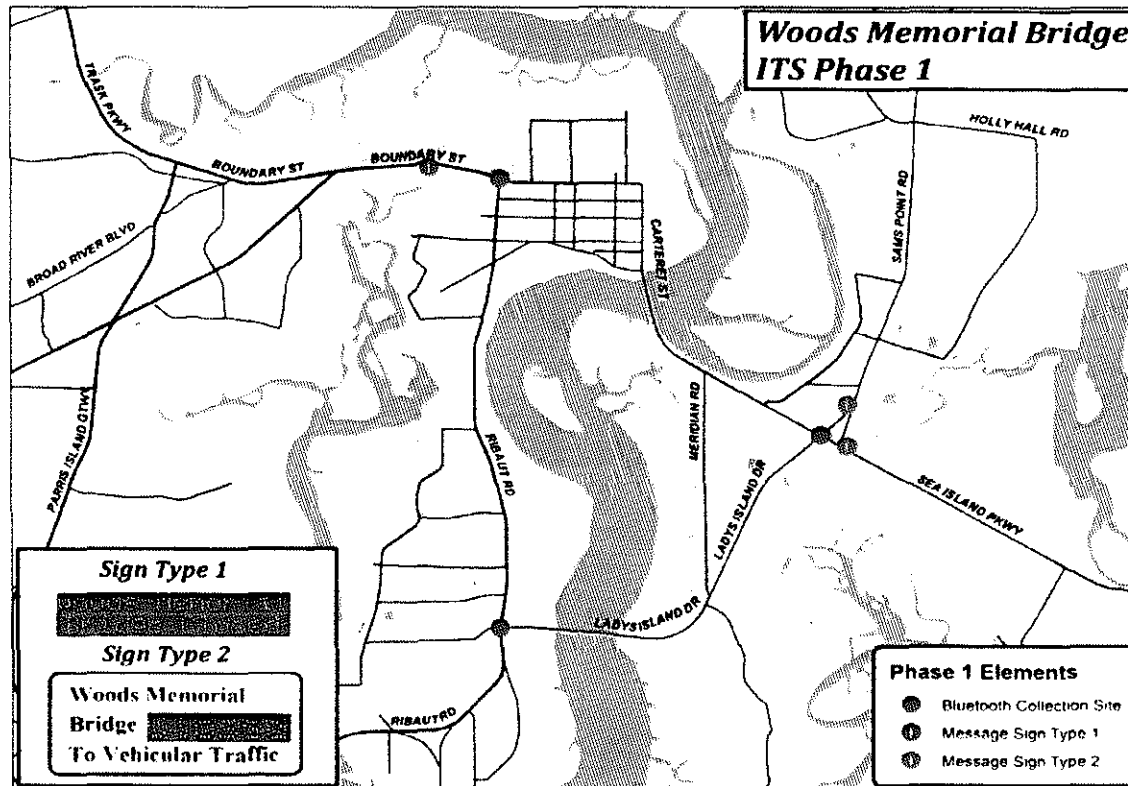 Woods Memorial Bridge
ITS Phase 1
TRASK PKWY
HOLLY HALL RD
BOUNDARY ST
BOUNDARY ST
SAMS POINT RD
BROAD RIVER BLVD
CARTERET ST
MERIDIAN RD
PARRIS ISLAND GTWY
RIBAUT RD
LADYS ISLAND DR
SEA ISLAND PKWY
LADYS ISLAND DR
RIBAUT RD
Sign Type 1
Sign Type 2
Woods Memorial
Bridge
To Vehicular Traffic
Phase 1 Elements
Bluetooth Collection Site
Message Sign Type 1
Message Sign Type 2